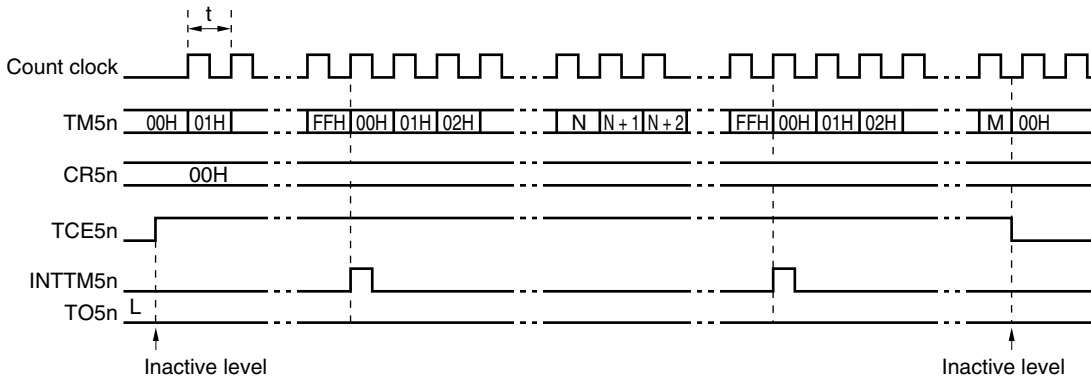 t
Count clock
TM5n 00H 01H FFH 00H 01H 02H N N + 1 N + 2 FFH 00H 01H 02H M 00H
CR5n 00H
TCE5n
INTTM5n
TO5n L
Inactive level Inactive level